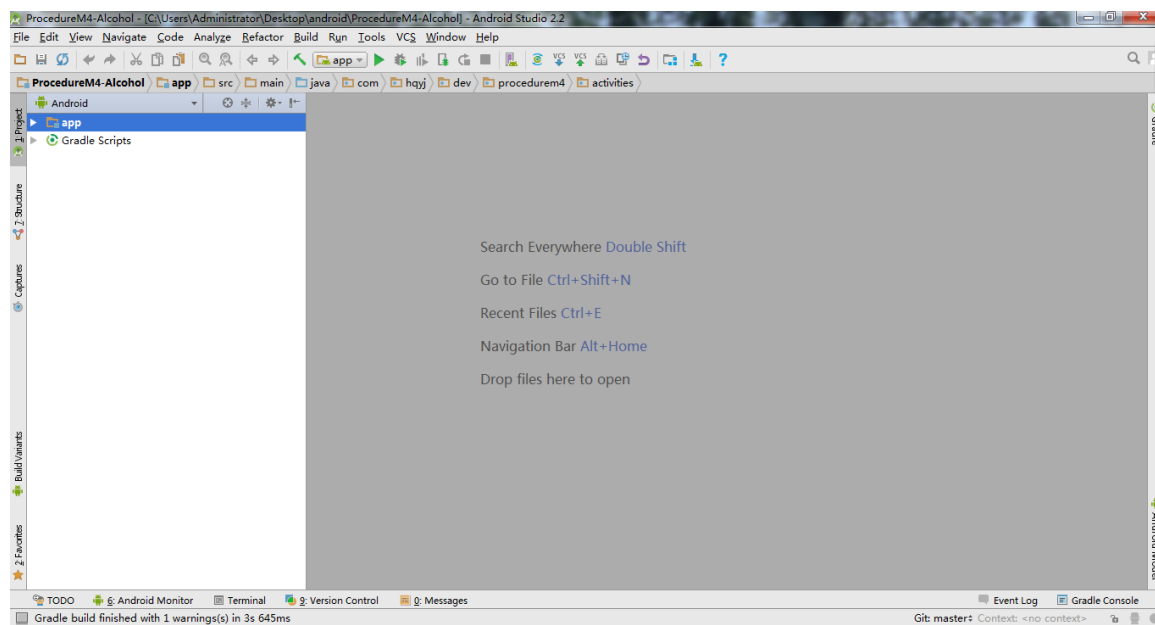 ProcedureM4-Alcohol - [C:\Users\Administrator\Desktop\android\ProcedureM4-Alcohol] - Android Studio 2.2
File Edit View Navigate Code Analyze Refactor Build Run Tools VCS Window Help
app
VCS VCS
ProcedureM4-Alcohol app src main java com hqyj dev procedurem4 activities
Android
1: Project
app
Gradle Scripts
7: Structure
Captures
Build Variants
2: Favorites
Search Everywhere Double Shift
Go to File Ctrl+Shift+N
Recent Files Ctrl+E
Navigation Bar Alt+Home
Drop files here to open
Gradle
TODO 6: Android Monitor Terminal 9: Version Control 0: Messages Event Log Gradle Console
Gradle build finished with 1 warnings(s) in 3s 645ms Git: master Context: <no context>